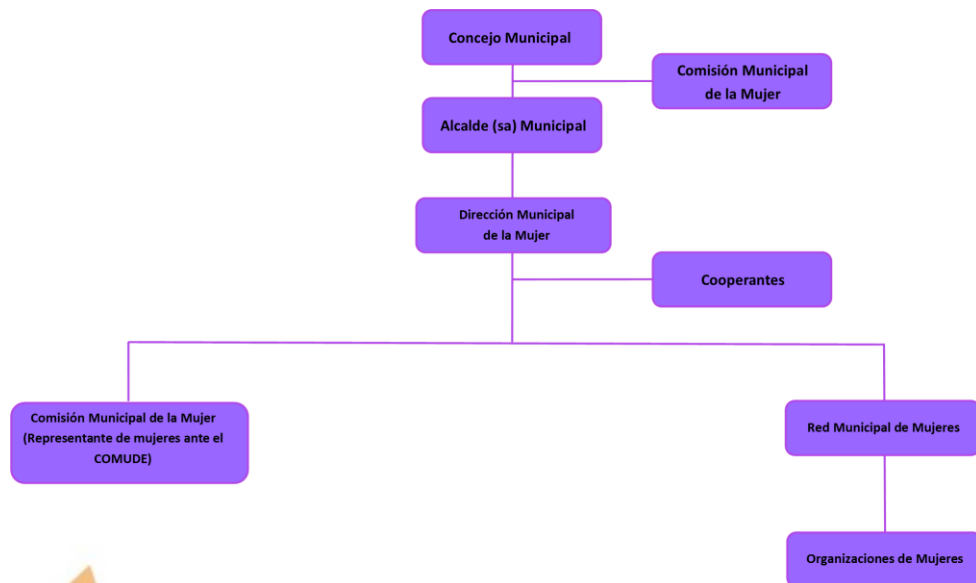 Concejo Municipal
Comisión Municipal
de la Mujer
Alcalde (sa) Municipal
Dirección Municipal
de la Mujer
Cooperantes
Comisión Municipal de la Mujer
(Representante de mujeres ante el
COMUDE)
Red Municipal de Mujeres
Organizaciones de Mujeres